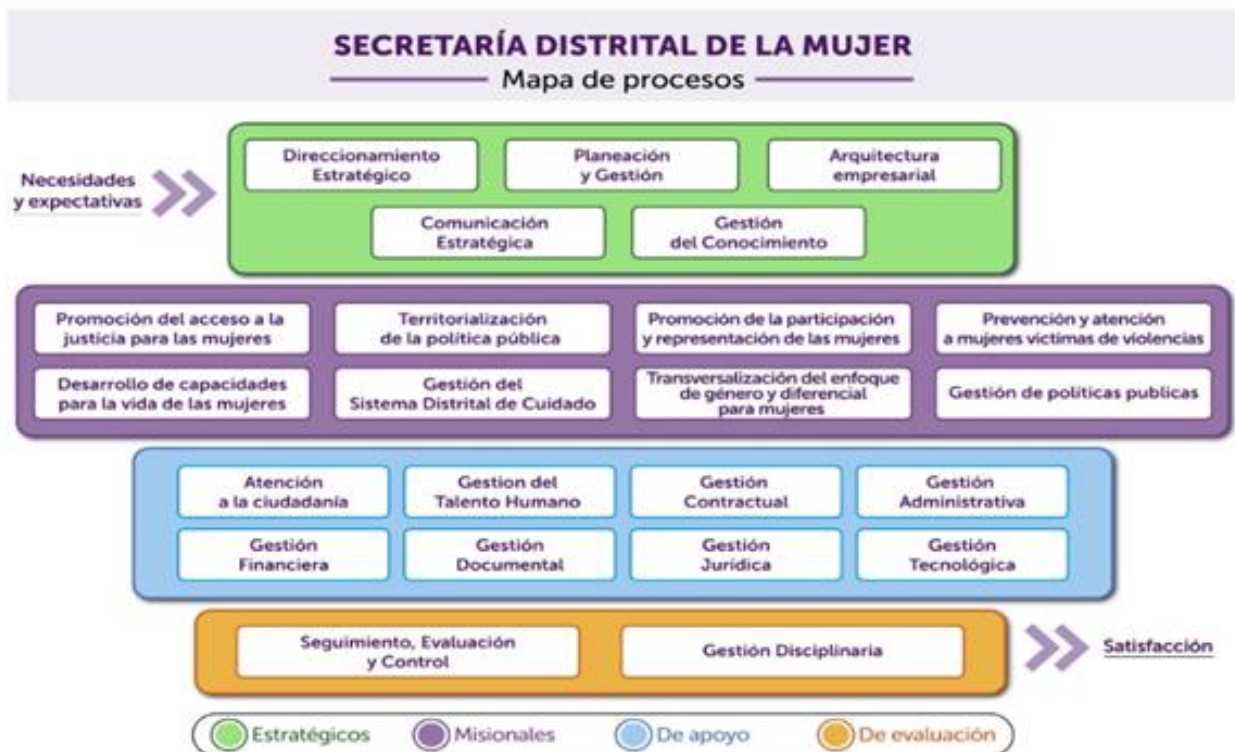 SECRETARÍA DISTRITAL DE LA MUJER
Mapa de procesos
Necesidades
y expectativas
Direccionamiento
Estratégico
Planeación
y Gestión
Arquitectura
empresarial
Comunicación
Estratégica
Gestión
del Conocimiento
Promoción del acceso a la
justicia para las mujeres
Territorialización
de la política pública
Promoción de la participación
y representación de las mujeres
Prevención y atención
a mujeres victimas de violencias
Desarrollo de capacidades
para la vida de las mujeres
Gestión del
Sistema Distrital de Cuidado
Transversalización del enfoque
de género y diferencial
para mujeres
Gestión de políticas publicas
Atención
a la ciudadanía
Gestion del
Talento Humano
Gestión
Contractual
Gestión
Administrativa
Gestión
Financiera
Gestión
Documental
Gestión
Jurídica
Gestión
Tecnológica
Seguimiento, Evaluación
y Control
Gestión Disciplinaria
Satisfacción
Estratégicos
Misionales
De apoyo
De evaluación